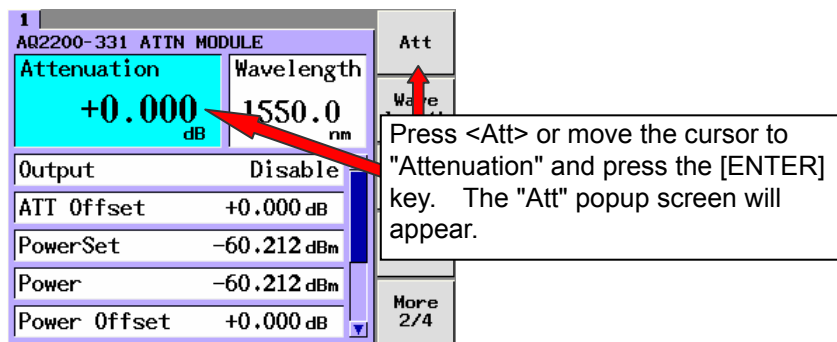 1
AQ2200-331 ATTN MODULE
Attenuation
+0.000
dB
Wavelength
1550.0
nm
Output Disable
ATT Offset +0.000 dB
PowerSet -60.212 dBm
Power -60.212 dBm
Power Offset +0.000 dB
Att
Wave
More
2/4
Press <Att> or move the cursor to
"Attenuation" and press the [ENTER]
key. The "Att" popup screen will
appear.